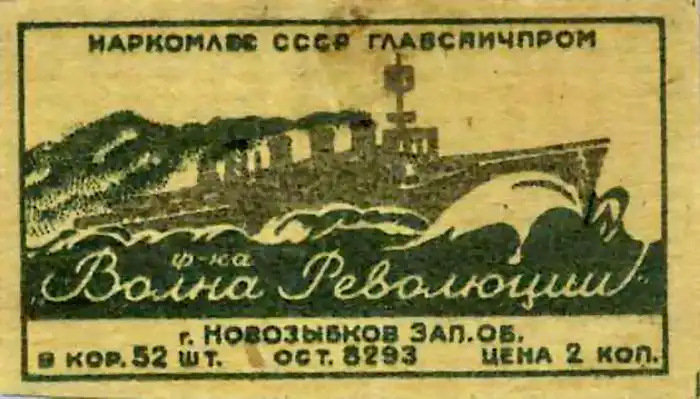 НАРКОМЛЕС СССР ГЛАВСПИЧПРОМ
ф-ка
„Волна Революции"
г. НОВОЗЫБКОВ ЗАП.ОБ.
В КОР. 52 ШТ. ОСТ. 8293 ЦЕНА 2 КОП.